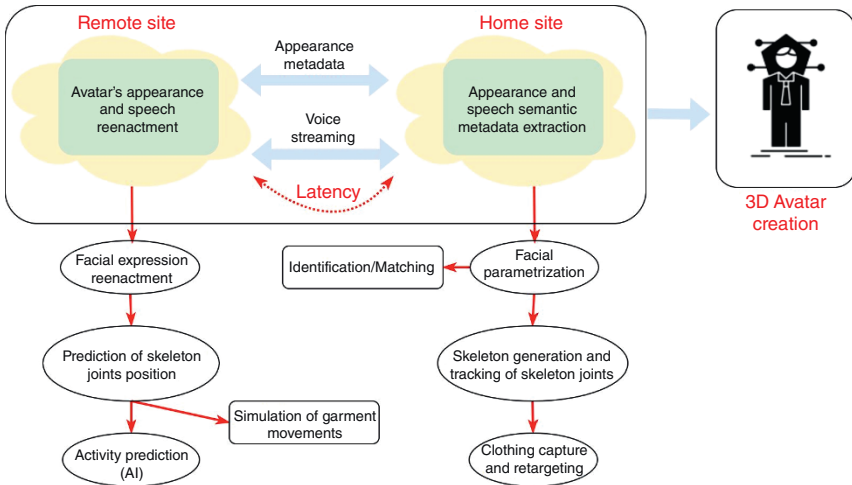 Remote site
Home site
Appearance
metadata
Avatar's appearance
and speech
reenactment
Appearance and
speech semantic
metadata extraction
Voice
streaming
Latency
3D Avatar
creation
Facial expression
reenactment
Identification/Matching
Facial
parametrization
Prediction of skeleton
joints position
Skeleton generation and
tracking of skeleton joints
Simulation of garment
movements
Activity prediction
(AI)
Clothing capture
and retargeting